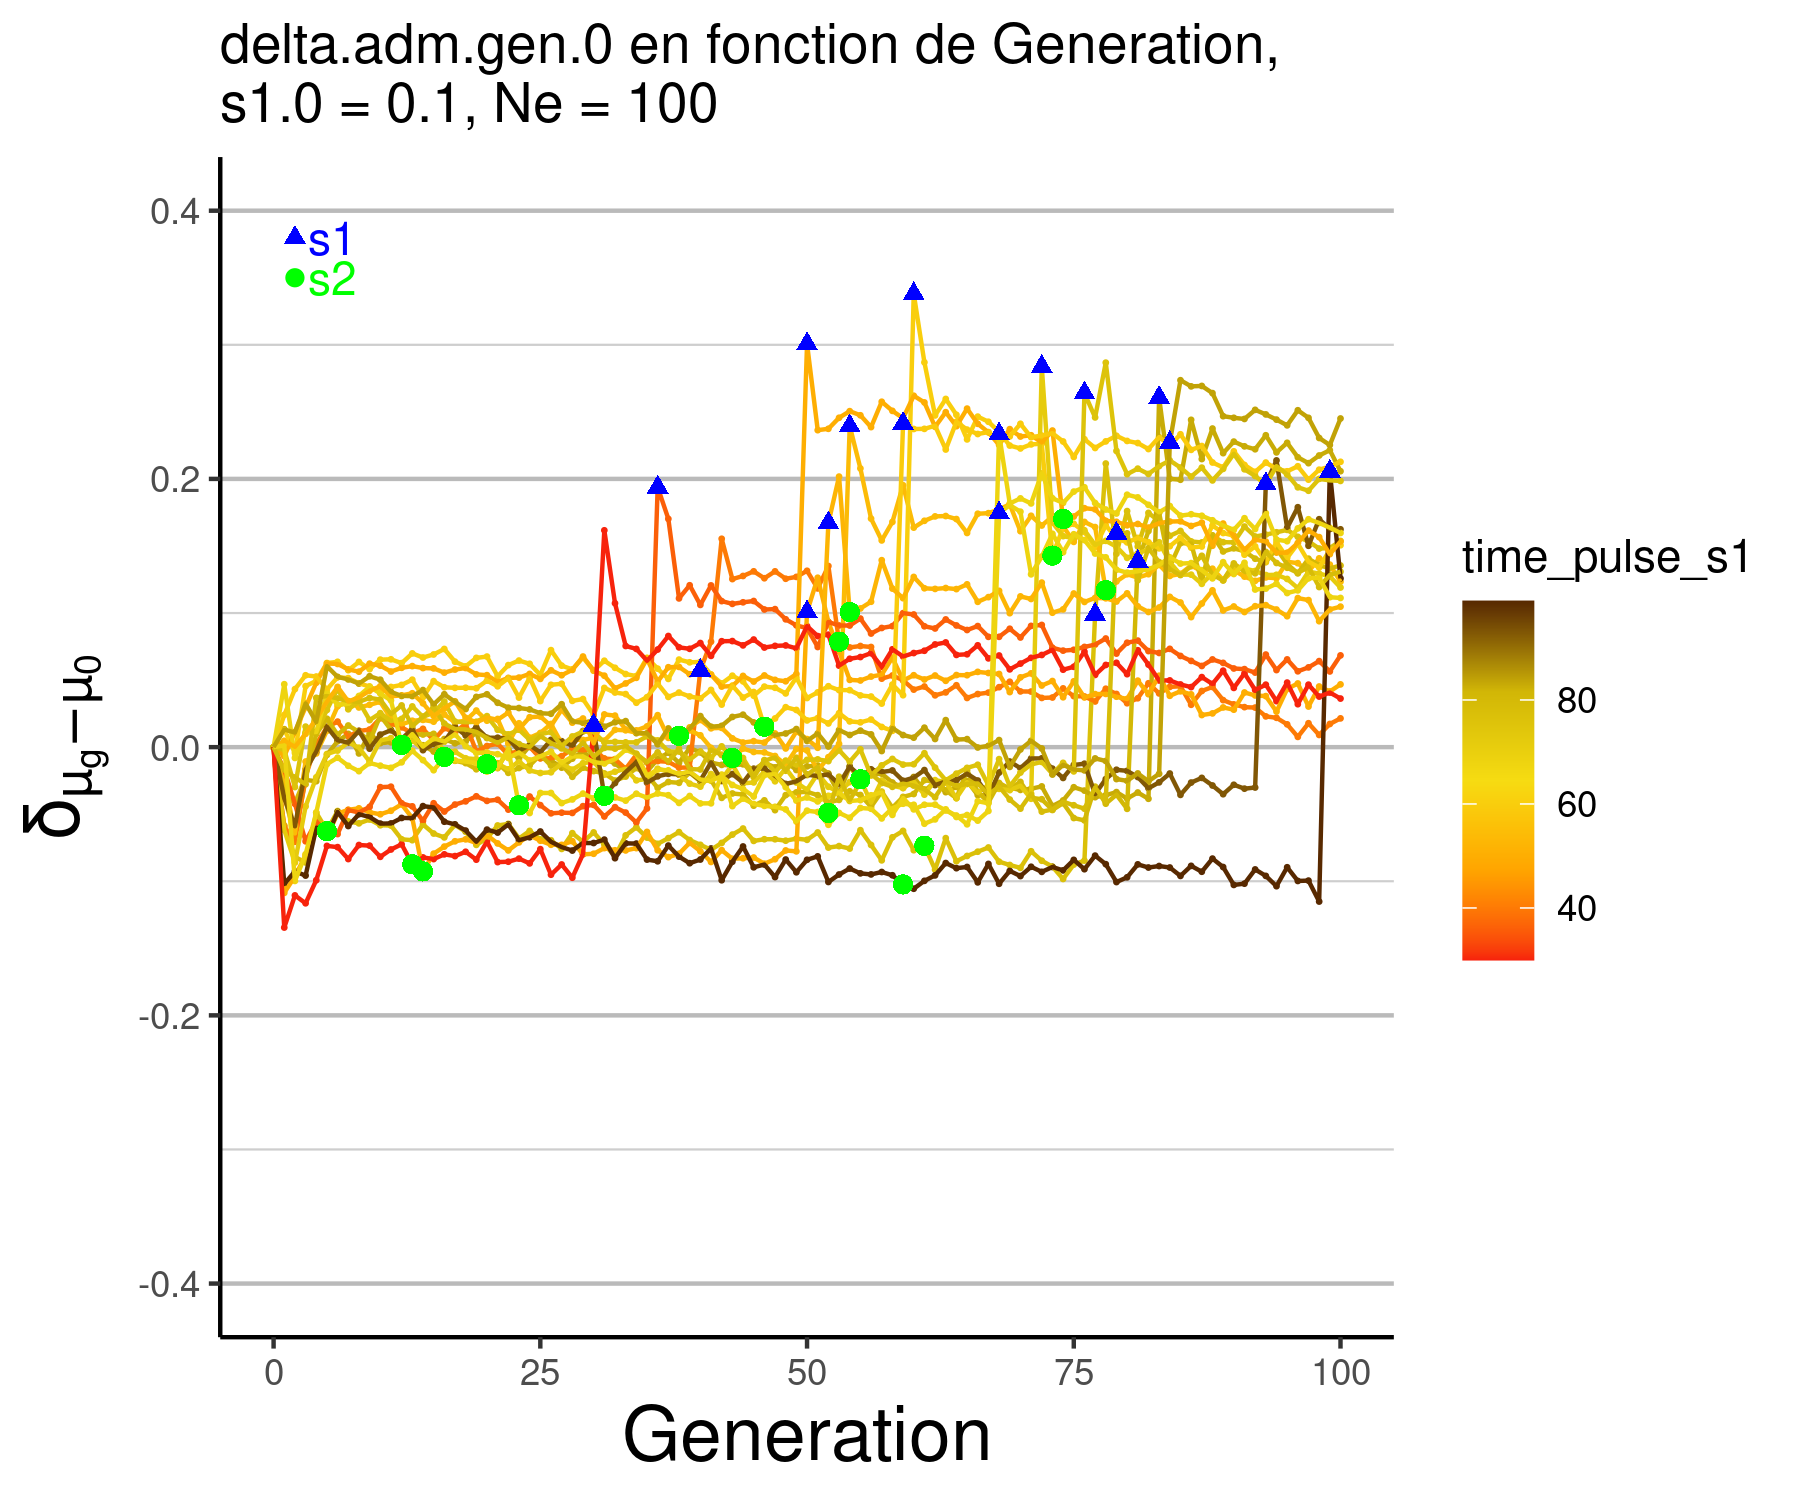 delta.adm.gen.0 en fonction de Generation,
s1.0 = 0.1, Ne = 100
0.4
0.2
0.0
-0.2
-0.4
s1
s2
δμg−μ0
0
25
50
75
100
Generation
time_pulse_s1
80
60
40